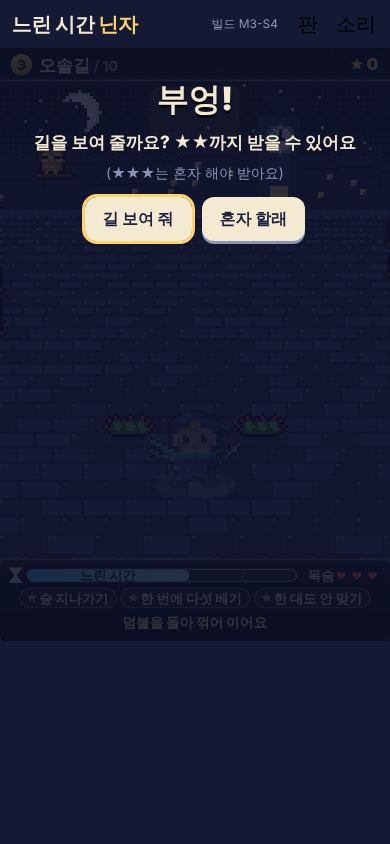 느린 시간 닌자 빌드 M3-S4 판 소리
3 오솔길 / 10 ★ 0
부엉!
길을 보여 줄까요? ★★까지 받을 수 있어요
(★★★는 혼자 해야 받아요)
길 보여 줘 혼자 할래
느린 시간 목숨 ♥ ♥ ♥
★숲 지나가기 ★한 번에 다섯 베기 ★한 대도 안 맞기
덤불을 돌아 꺾어 이어요